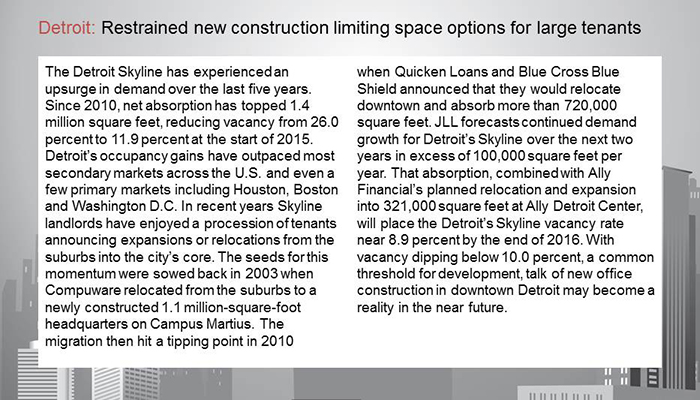 Detroit: Restrained new construction limiting space options for large tenants
The Detroit Skyline has experienced an
upsurge in demand over the last five years.
Since 2010, net absorption has topped 1.4
million square feet, reducing vacancy from 26.0
percent to 11.9 percent at the start of 2015.
Detroit's occupancy gains have outpaced most
secondary markets across the U.S. and even a
few primary markets including Houston, Boston
and Washington D.C. In recent years Skyline
landlords have enjoyed a procession of tenants
announcing expansions or relocations from the
suburbs into the city's core. The seeds for this
momentum were sowed back in 2003 when
Compuware relocated from the suburbs to a
newly constructed 1.1 million-square-foot
headquarters on Campus Martius. The
migration then hit a tipping point in 2010
when Quicken Loans and Blue Cross Blue
Shield announced that they would relocate
downtown and absorb more than 720,000
square feet. JLL forecasts continued demand
growth for Detroit's Skyline over the next two
years in excess of 100,000 square feet per
year. That absorption, combined with Ally
Financial's planned relocation and expansion
into 321,000 square feet at Ally Detroit Center,
will place the Detroit's Skyline vacancy rate
near 8.9 percent by the end of 2016. With
vacancy dipping below 10.0 percent, a common
threshold for development, talk of new office
construction in downtown Detroit may become a
reality in the near future.